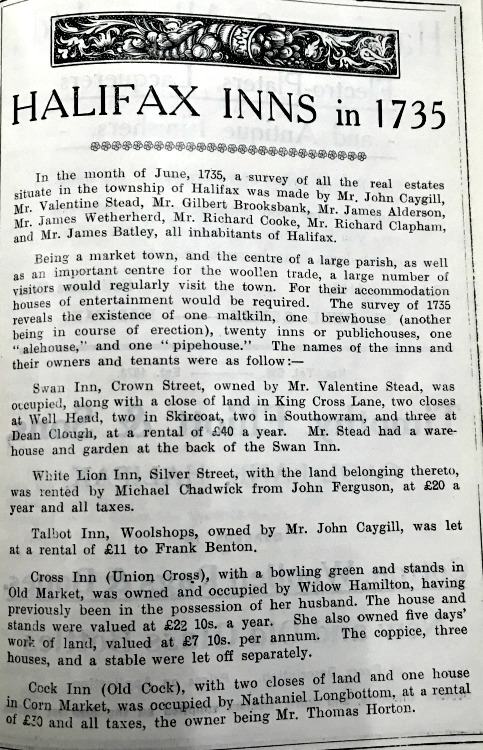 HALIFAX INNS in 1735
In the month of June, 1735, a survey of all the real estates
situate in the township of Halifax was made by Mr. John Caygill,
Mr. Valentine Stead, Mr. Gilbert Brooksbank, Mr. James Alderson,
Mr. James Wetherherd, Mr. Richard Cooke, Mr. Richard Clapham,
and Mr. James Batley, all inhabitants of Halifax.
Being a market town, and the centre of a large parish, as well
as an important centre for the woollen trade, a large number of
visitors would regularly visit the town. For their accommodation
houses of entertainment would be required. The survey of 1735
reveals the existence of one maltkiln, one brewhouse (another
being in course of erection), twenty inns or publichouses, one
“ alehouse,” and one “ pipehouse.” The names of the inns and
their owners and tenants were as follow:—
Swan Inn, Crown Street, owned by Mr. Valentine Stead, was
occupied, along with a close of land in King Cross Lane, two closes
at Well Head, two in Skircoat, two in Southowram, and three at
Dean Clough, at a rental of £40 a year. Mr. Stead had a ware-
house and garden at the back of the Swan Inn.
White Lion Inn, Silver Street, with the land belonging thereto,
was rented by Michael Chadwick from John Ferguson, at £20 a
year and all taxes.
Talbot Inn, Woolshops, owned by Mr. John Caygill, was let
at a rental of £11 to Frank Benton.
Cross Inn (Union Cross), with a bowling green and stands in
Old Market, was owned and occupied by Widow Hamilton, having
previously been in the possession of her husband. The house and
stands were valued at £22 10s. a year. She also owned five days’
work of land, valued at £7 10s. per annum. The coppice, three
houses, and a stable were let off separately.
Cock Inn (Old Cock), with two closes of land and one house
in Corn Market, was occupied by Nathaniel Longbottom, at a rental
of £30 and all taxes, the owner being Mr. Thomas Horton.